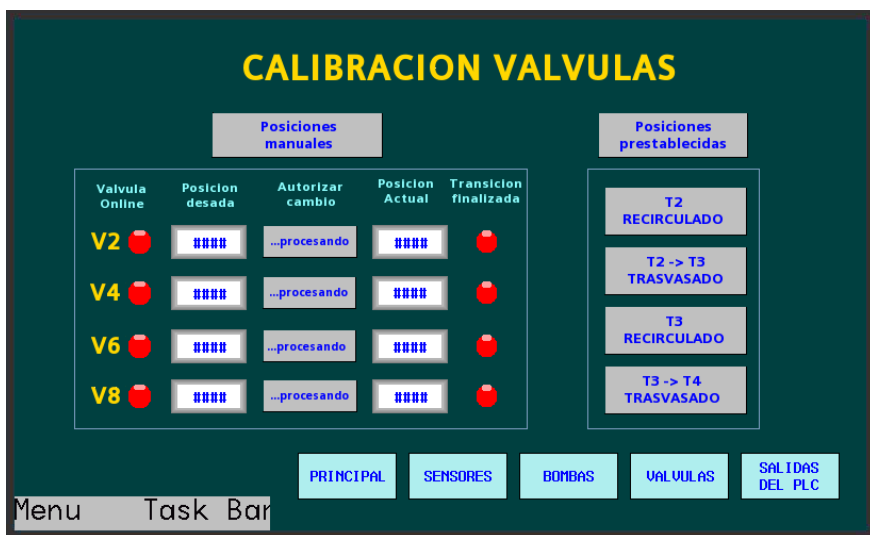 CALIBRACION VALVULAS
Posiciones
manuales
Posiciones
prestablecidas
Valvula
Online
Posicion
desada
Autorizar
cambio
Posicion
Actual
Transicion
finalizada
V2 #### ...procesando ####
V4 #### ...procesando ####
V6 #### ...procesando ####
V8 #### ...procesando ####
T2
RECIRCULADO
T2 -> T3
TRASVASADO
T3
RECIRCULADO
T3 -> T4
TRASVASADO
PRINCIPAL
SENSORES
BOMBAS
VALVULAS
SALIDAS
DEL PLC
Menu Task Bar